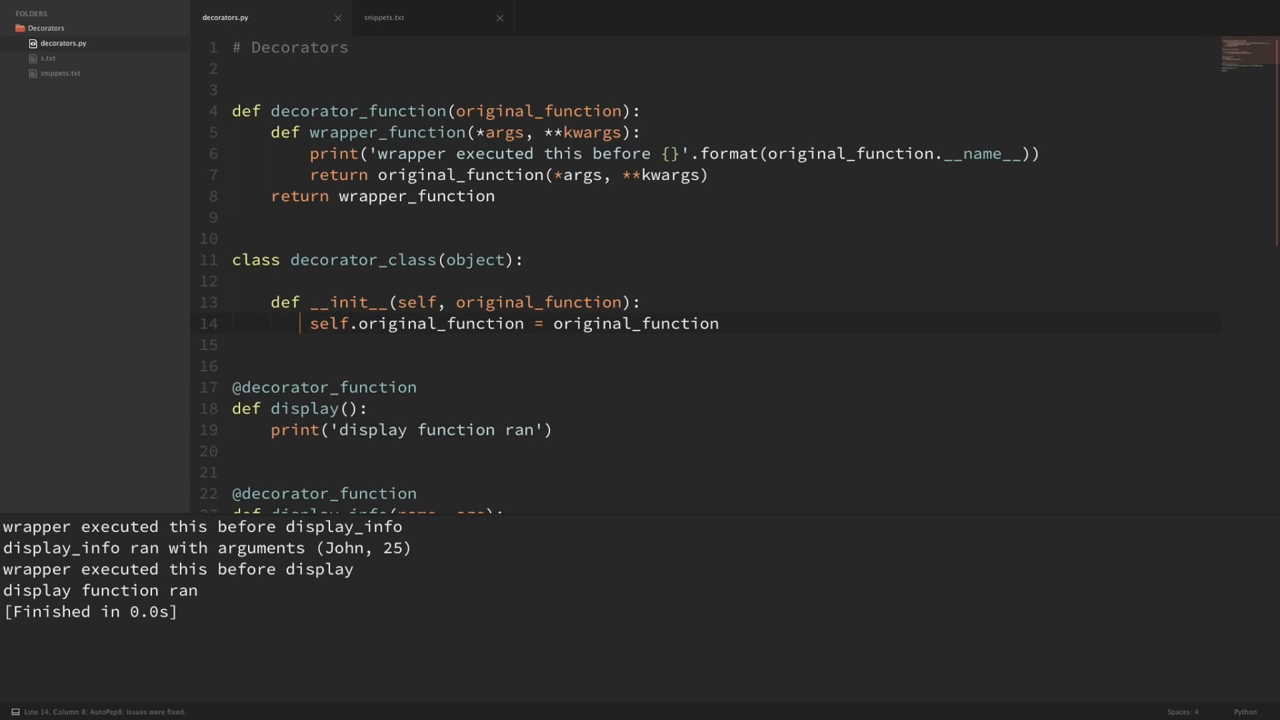 FOLDERS
Decorators
decorators.py
s.txt
snippets.txt
decorators.py
snippets.txt
1 # Decorators
2
3
4 def decorator_function(original_function):
5     def wrapper_function(*args, **kwargs):
6         print('wrapper executed this before {}'.format(original_function.__name__))
7         return original_function(*args, **kwargs)
8     return wrapper_function
9
10
11 class decorator_class(object):
12
13     def __init__(self, original_function):
14         self.original_function = original_function
15
16
17 @decorator_function
18 def display():
19     print('display function ran')
20
21
22 @decorator_function
23 def display_info(name, age):
wrapper executed this before display_info
display_info ran with arguments (John, 25)
wrapper executed this before display
display function ran
[Finished in 0.0s]
Line 14, Column 8; AutoPep8: Issues were fixed.
Spaces: 4
Python